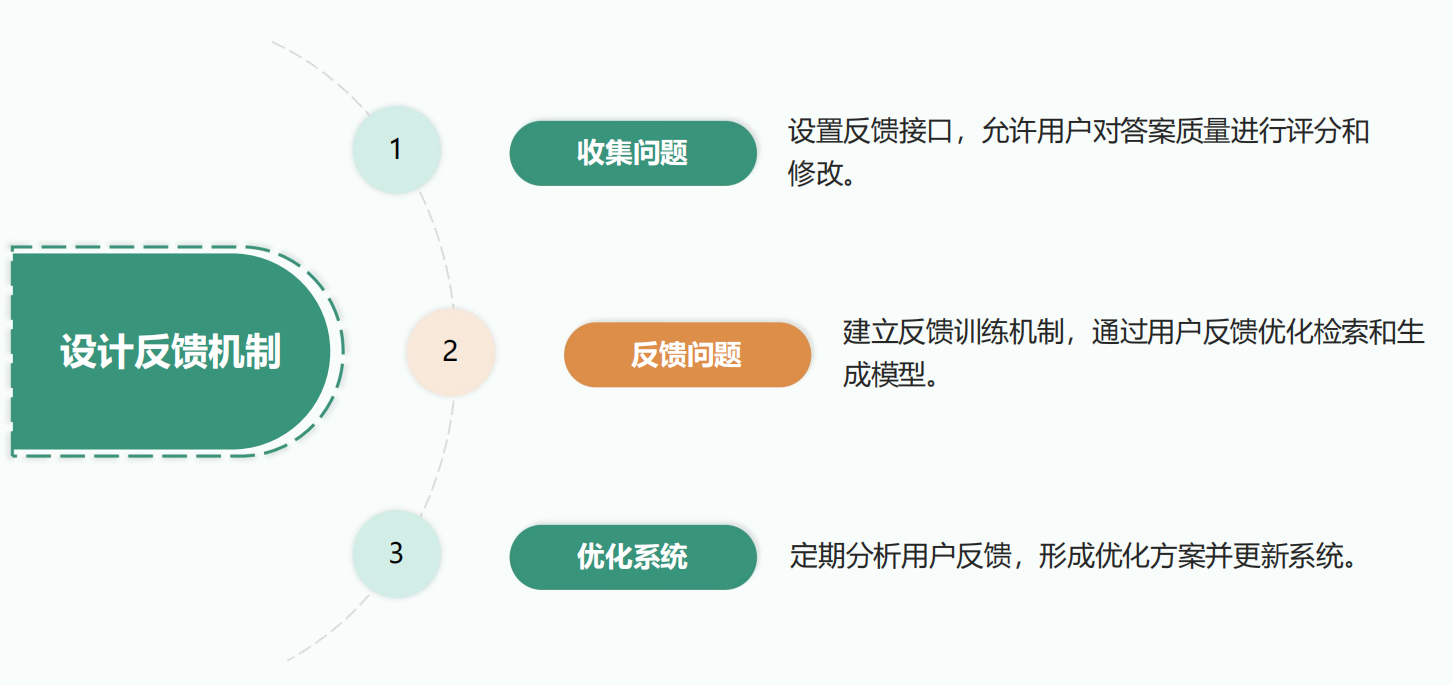 设计反馈机制
1
收集问题
设置反馈接口，允许用户对答案质量进行评分和
修改。
2
反馈问题
建立反馈训练机制，通过用户反馈优化检索和生
成模型。
3
优化系统
定期分析用户反馈，形成优化方案并更新系统。